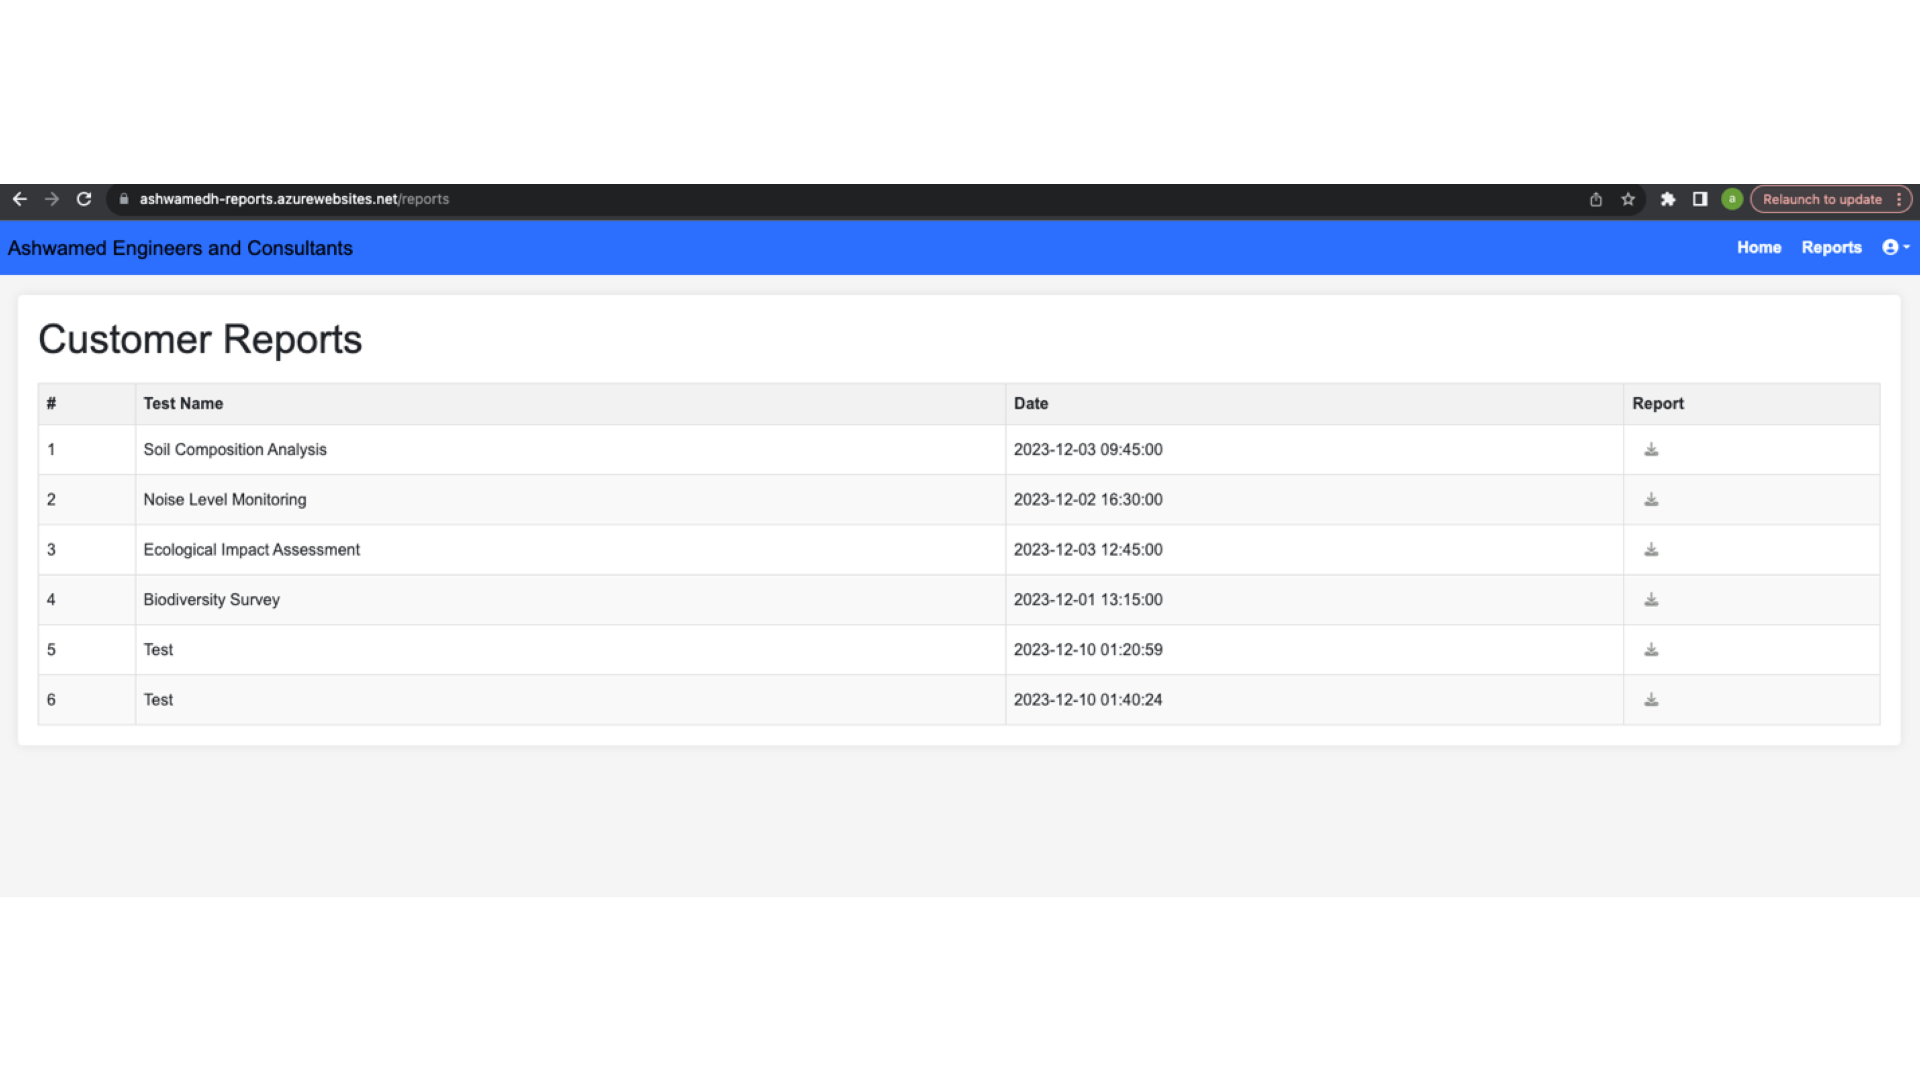 ashwamedh-reports.azurewebsites.net/reports a Relaunch to update
Ashwamed Engineers and Consultants Home Reports
Customer Reports
# Test Name Date Report
1 Soil Composition Analysis 2023-12-03 09:45:00
2 Noise Level Monitoring 2023-12-02 16:30:00
3 Ecological Impact Assessment 2023-12-03 12:45:00
4 Biodiversity Survey 2023-12-01 13:15:00
5 Test 2023-12-10 01:20:59
6 Test 2023-12-10 01:40:24